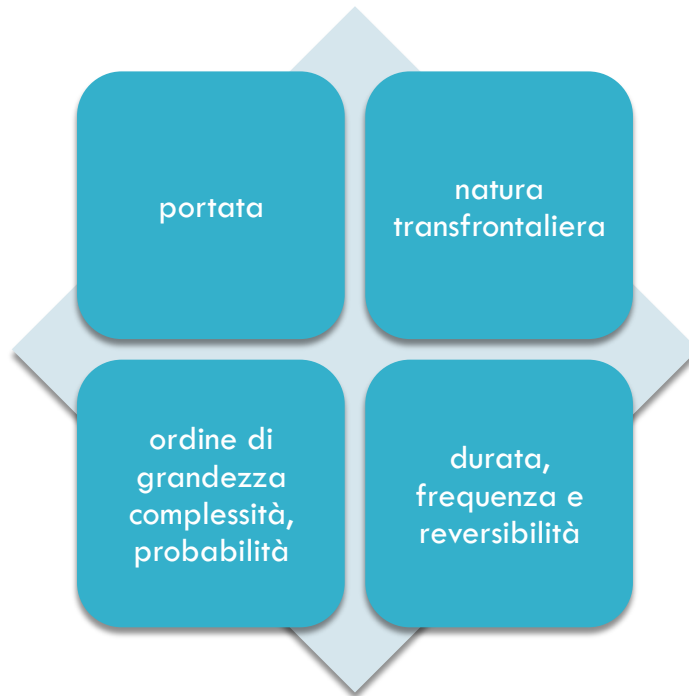 portata
natura
transfrontaliera
ordine di
grandezza
complessità,
probabilità
durata,
frequenza e
reversibilità